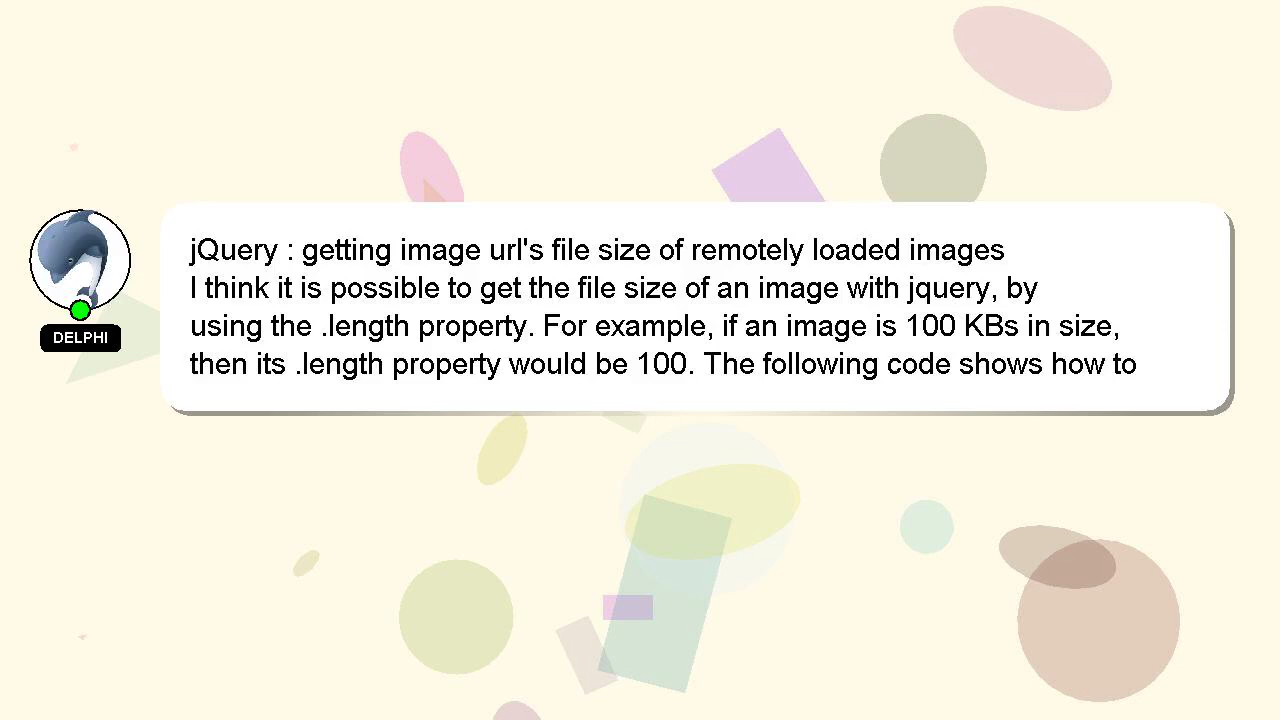 jQuery : getting image url's file size of remotely loaded images
I think it is possible to get the file size of an image with jquery, by
using the .length property. For example, if an image is 100 KBs in size,
then its .length property would be 100. The following code shows how to
DELPHI